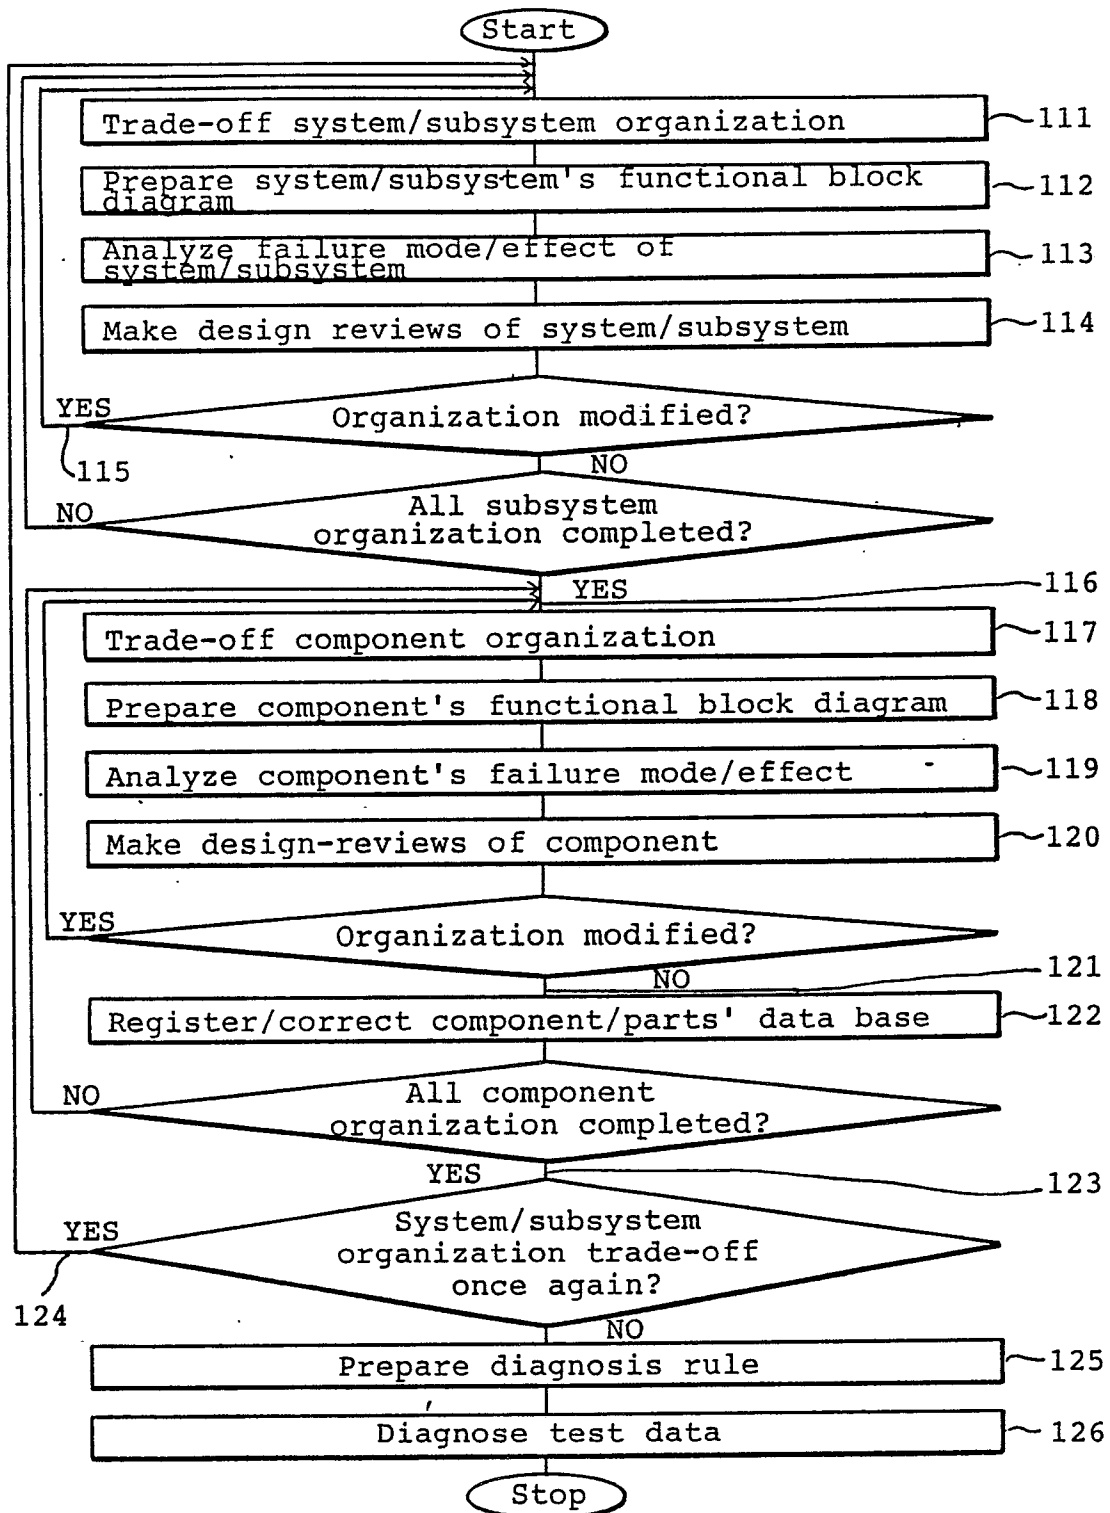 Start
Trade-off system/subsystem organization
111
Prepare system/subsystem's functional block
diagram
112
Analyze failure mode/effect of
system/subsystem
113
Make design reviews of system/subsystem
114
YES
Organization modified?
115
NO
NO
All subsystem
organization completed?
YES
116
Trade-off component organization
117
Prepare component's functional block diagram
118
Analyze component's failure mode/effect
119
Make design-reviews of component
120
YES
Organization modified?
NO
121
Register/correct component/parts' data base
122
NO
All component
organization completed?
YES
123
YES
System/subsystem
organization trade-off
once again?
124
NO
Prepare diagnosis rule
125
Diagnose test data
126
Stop